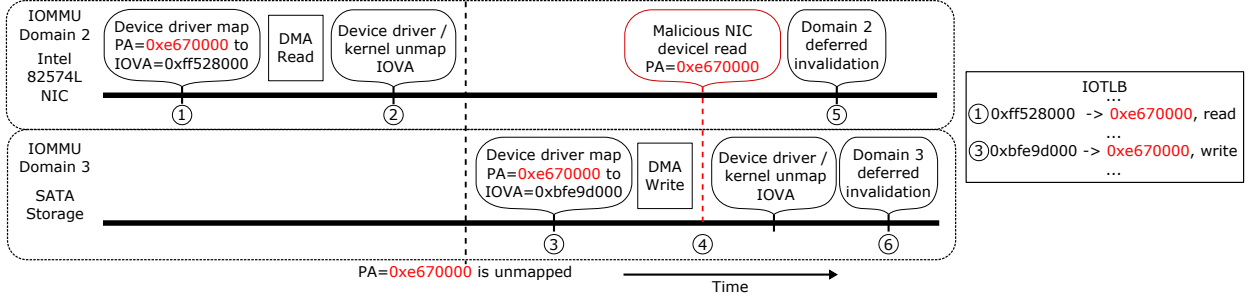 IOMMU
Domain 2
Intel
82574L
NIC
Device driver map
PA=0xe670000 to
IOVA=0xff528000
DMA
Read
Device driver /
kernel unmap
IOVA
Malicious NIC
devicel read
PA=0xe670000
Domain 2
deferred
invalidation
1
2
5
IOMMU
Domain 3
SATA
Storage
Device driver map
PA=0xe670000 to
IOVA=0xbfe9d000
DMA
Write
Device driver /
kernel unmap
IOVA
Domain 3
deferred
invalidation
3
4
6
PA=0xe670000 is unmapped
Time
IOTLB
...
1 0xff528000 -> 0xe670000, read
...
3 0xbfe9d000 -> 0xe670000, write
...